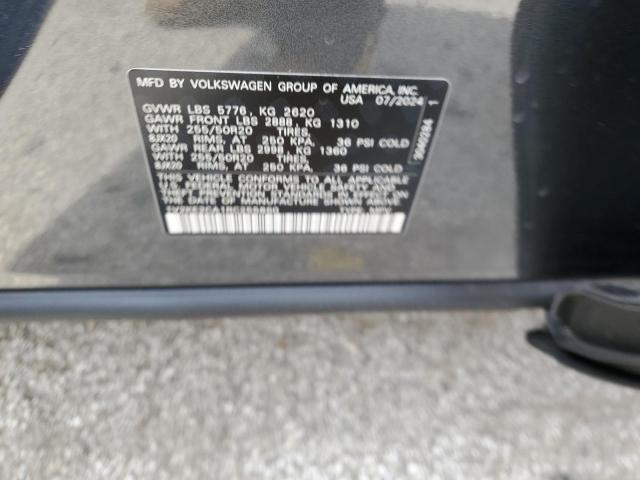 MFD BY VOLKSWAGEN GROUP OF AMERICA, INC.
USA 07/2024
GVWR LBS 5776, KG 2620
GAWR FRONT LBS 2888, KG 1310
WITH 255/50R20 TIRES,
8JX20 RIMS, AT 250 KPA, 36 PSI COLD
GAWR REAR LBS 2998, KG 1360
WITH 255/50R20 TIRES,
8JX20 RIMS, AT 250 KPA, 36 PSI COLD
THIS VEHICLE CONFORMS TO ALL APPLICABLE
U.S. FEDERAL MOTOR VEHICLE SAFETY AND
THEFT PREVENTION STANDARDS IN EFFECT ON
THE DATE OF MANUFACTURE SHOWN ABOVE.
TYPE: MPV